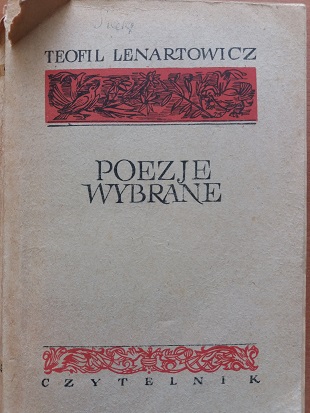 TEOFIL LENARTOWICZ
POEZJE
WYBRANE
CZYTELNIK